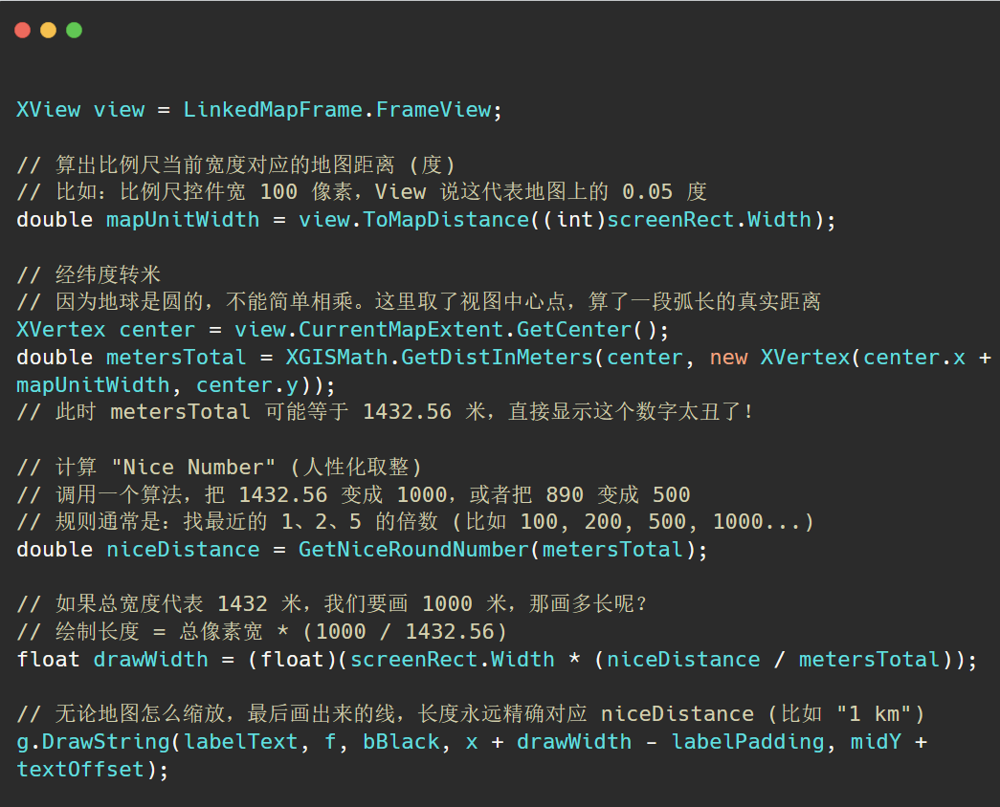 XView view = LinkedMapFrame.FrameView;
// 算出比例尺当前宽度对应的地图距离 (度)
// 比如：比例尺控件宽 100 像素，View 说这代表地图上的 0.05 度
double mapUnitWidth = view.ToMapDistance((int)screenRect.Width);
// 经纬度转米
// 因为地球是圆的，不能简单相乘。这里取了视图中心点，算了一段弧长的真实距离
XVertex center = view.CurrentMapExtent.GetCenter();
double metersTotal = XGISMath.GetDistInMeters(center, new XVertex(center.x +
mapUnitWidth, center.y));
// 此时 metersTotal 可能等于 1432.56 米，直接显示这个数字太丑了！
// 计算 "Nice Number" (人性化取整)
// 调用一个算法，把 1432.56 变成 1000，或者把 890 变成 500
// 规则通常是：找最近的 1、2、5 的倍数 (比如 100, 200, 500, 1000...)
double niceDistance = GetNiceRoundNumber(metersTotal);
// 如果总宽度代表 1432 米，我们要画 1000 米，那画多长呢？
// 绘制长度 = 总像素宽 * (1000 / 1432.56)
float drawWidth = (float)(screenRect.Width * (niceDistance / metersTotal));
// 无论地图怎么缩放，最后画出来的线，长度永远精确对应 niceDistance (比如 "1 km")
g.DrawString(labelText, f, bBlack, x + drawWidth - labelPadding, midY +
textOffset);